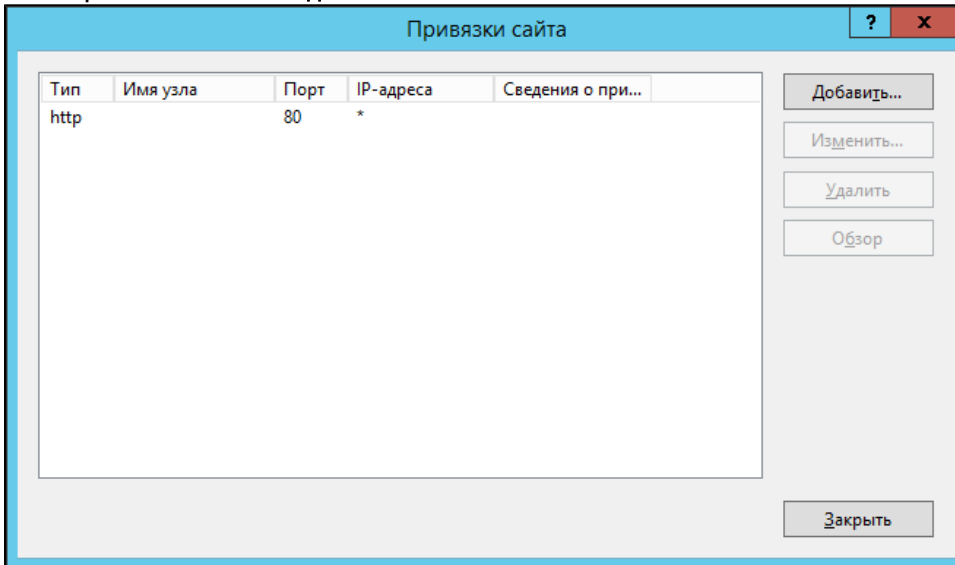 Привязки сайта
?
x
Тип Имя узла Порт IP-адреса Сведения о при...
http 80 *
Добавить...
Изменить...
Удалить
Обзор
Закрыть